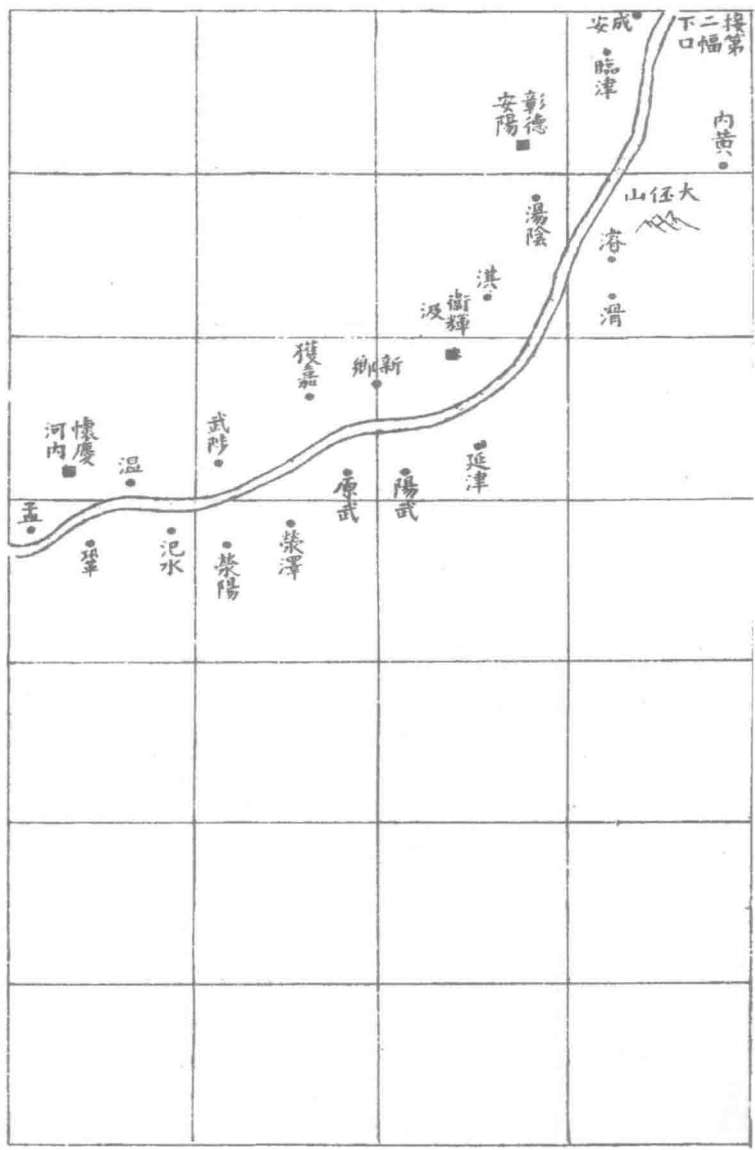 接第
二幅
下口
成安
臨津
內黃
彰德
安陽
大伾山
湯陰
濬
滑
淇
衛輝
汲
新鄉
獲嘉
延津
陽武
原武
武陟
懷慶
河內
溫
孟
滎澤
滎陽
汜水
鞏